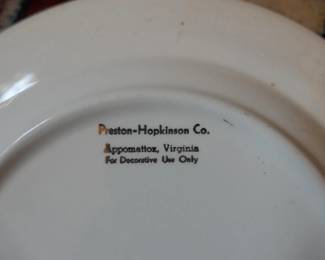 Preston-Hopkinson Co.
Appomattox, Virginia
For Decorative Use Only